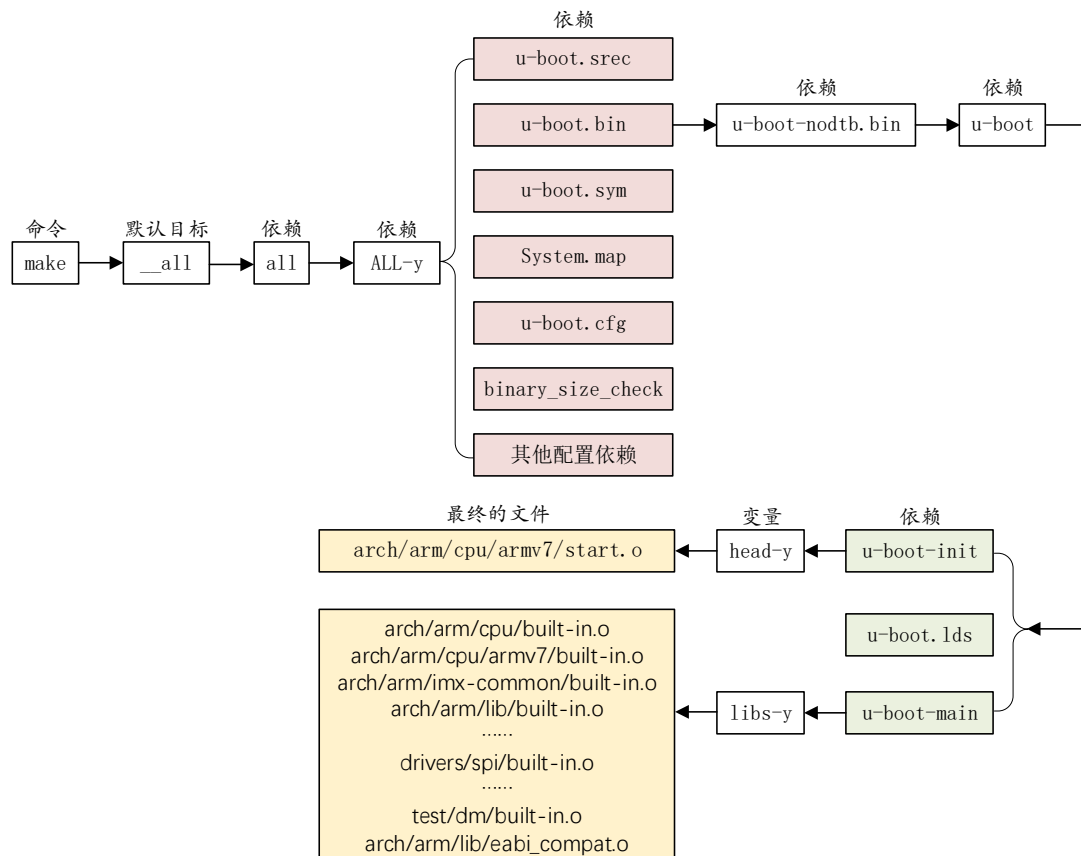 依赖
u-boot.srec
依赖 依赖
u-boot.bin u-boot-nodtb.bin u-boot
u-boot.sym
命令 默认目标 依赖 依赖
make __all all ALL-y System.map
u-boot.cfg
binary_size_check
其他配置依赖
最终的文件 变量 依赖
arch/arm/cpu/armv7/start.o head-y u-boot-init
arch/arm/cpu/built-in.o
u-boot.lds
arch/arm/cpu/armv7/built-in.o
arch/arm/imx-common/built-in.o
arch/arm/lib/built-in.o libs-y u-boot-main
……
drivers/spi/built-in.o
……
test/dm/built-in.o
arch/arm/lib/eabi_compat.o